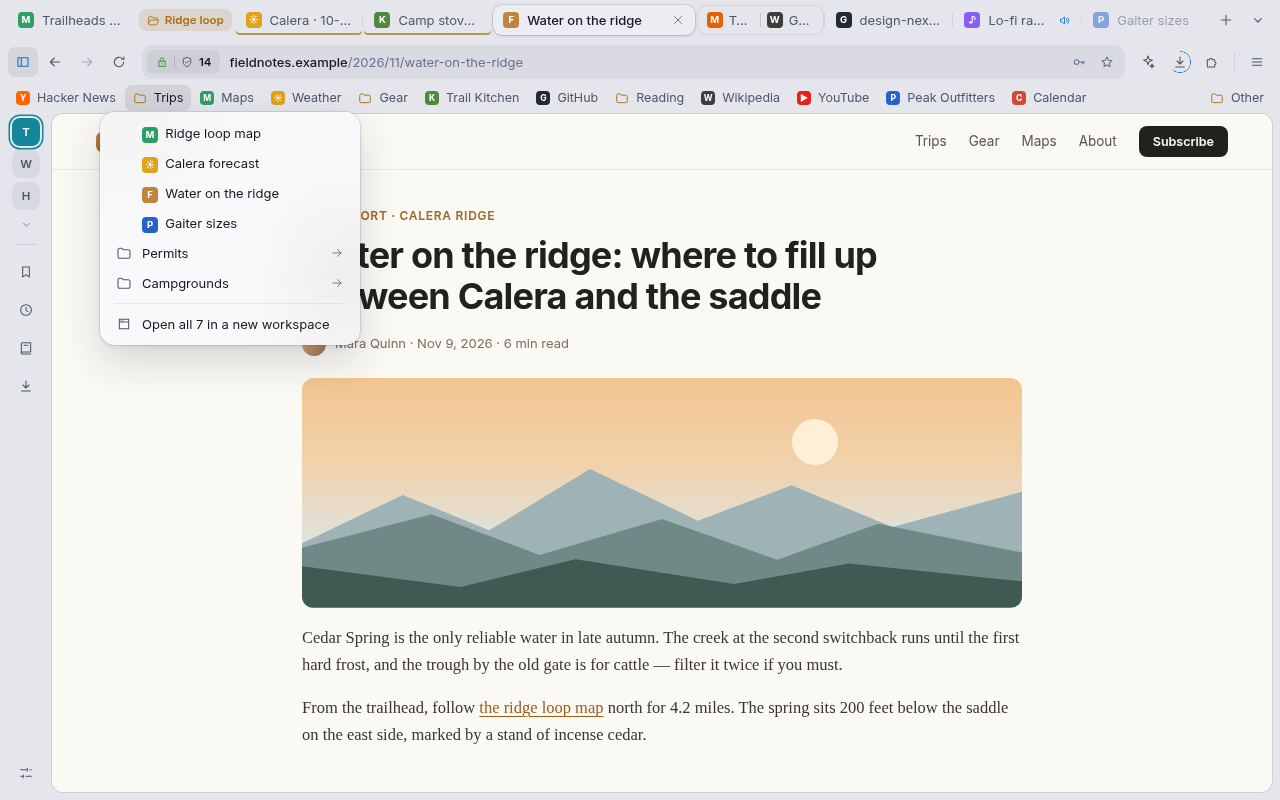 Trailheads ...
Ridge loop
Calera · 10-...
K Camp stov...
F Water on the ridge
M T...
W G...
G design-nex...
Lo-fi ra...
P Gaiter sizes
14
fieldnotes.example/2026/11/water-on-the-ridge
Y Hacker News
Trips
M Maps
Weather
Gear
K Trail Kitchen
G GitHub
Reading
W Wikipedia
YouTube
P Peak Outfitters
C Calendar
Other
T
W
H
M Ridge loop map
Calera forecast
F Water on the ridge
P Gaiter sizes
Permits
Campgrounds
Open all 7 in a new workspace
Trips
Gear
Maps
About
Subscribe
ORT · CALERA RIDGE
ter on the ridge: where to fill up
ween Calera and the saddle
Mara Quinn · Nov 9, 2026 · 6 min read
Cedar Spring is the only reliable water in late autumn. The creek at the second switchback runs until the first
hard frost, and the trough by the old gate is for cattle — filter it twice if you must.
From the trailhead, follow the ridge loop map north for 4.2 miles. The spring sits 200 feet below the saddle
on the east side, marked by a stand of incense cedar.